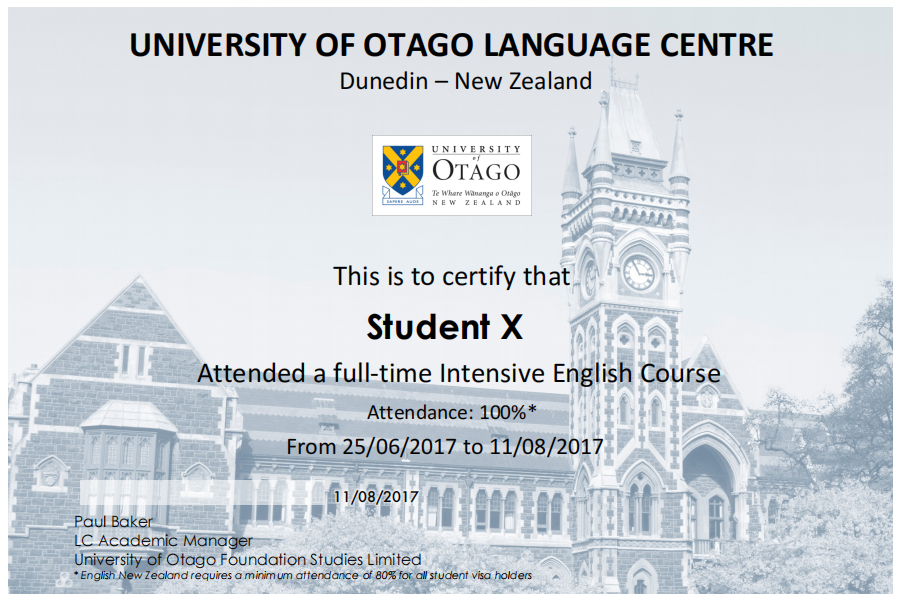 UNIVERSITY OF OTAGO LANGUAGE CENTRE
Dunedin – New Zealand
UNIVERSITY
of
OTAGO
Te Whare Wānanga o Otāgo
NEW ZEALAND
SAPERE AUDE
This is to certify that
Student X
Attended a full-time Intensive English Course
Attendance: 100%*
From 25/06/2017 to 11/08/2017
11/08/2017
Paul Baker
LC Academic Manager
University of Otago Foundation Studies Limited
* English New Zealand requires a minimum attendance of 80% for all student visa holders